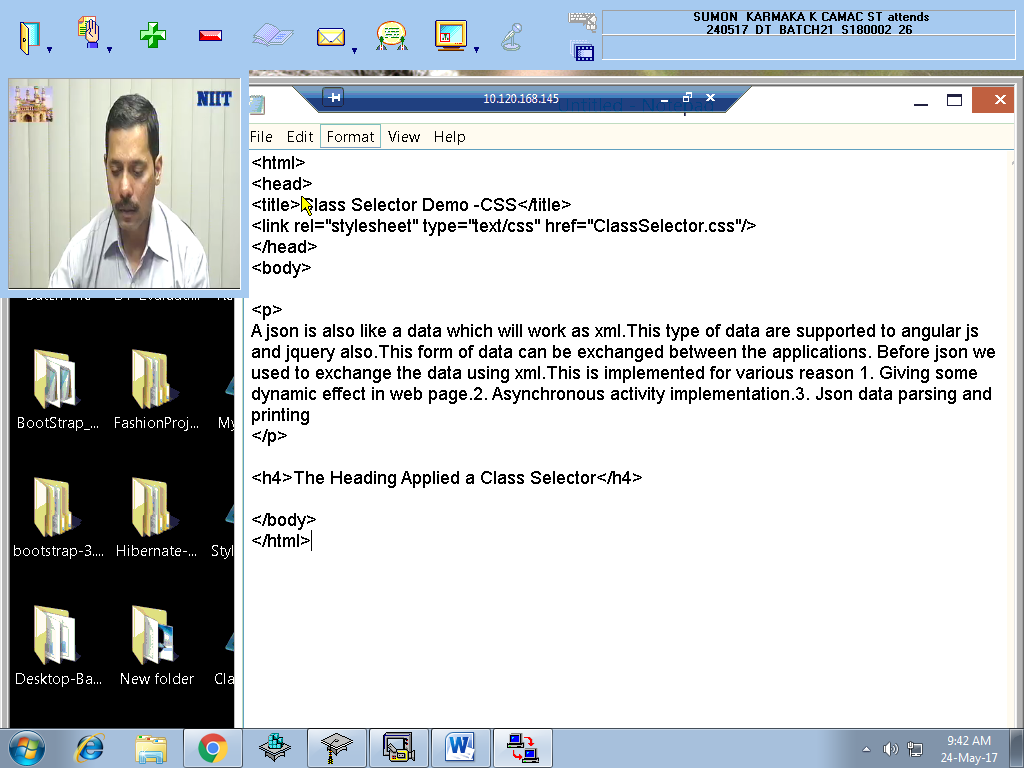 SUMON KARMAKA K CAMAC ST attends
240517_DT_BATCH21_S180002_26
NIIT
10.120.168.145
Untitled - Notepad
File Edit Format View Help
<html>
<head>
<title>Class Selector Demo -CSS</title>
<link rel="stylesheet" type="text/css" href="ClassSelector.css"/>
</head>
<body>
<p>
A json is also like a data which will work as xml.This type of data are supported to angular js
and jquery also.This form of data can be exchanged between the applications. Before json we
used to exchange the data using xml.This is implemented for various reason 1. Giving some
dynamic effect in web page.2. Asynchronous activity implementation.3. Json data parsing and
printing
</p>
<h4>The Heading Applied a Class Selector</h4>
</body>
</html>
BootStrap_... FashionProj... My
bootstrap-3.... Hibernate-... Styl
Desktop-Ba... New folder Cla
9:42 AM
24-May-17